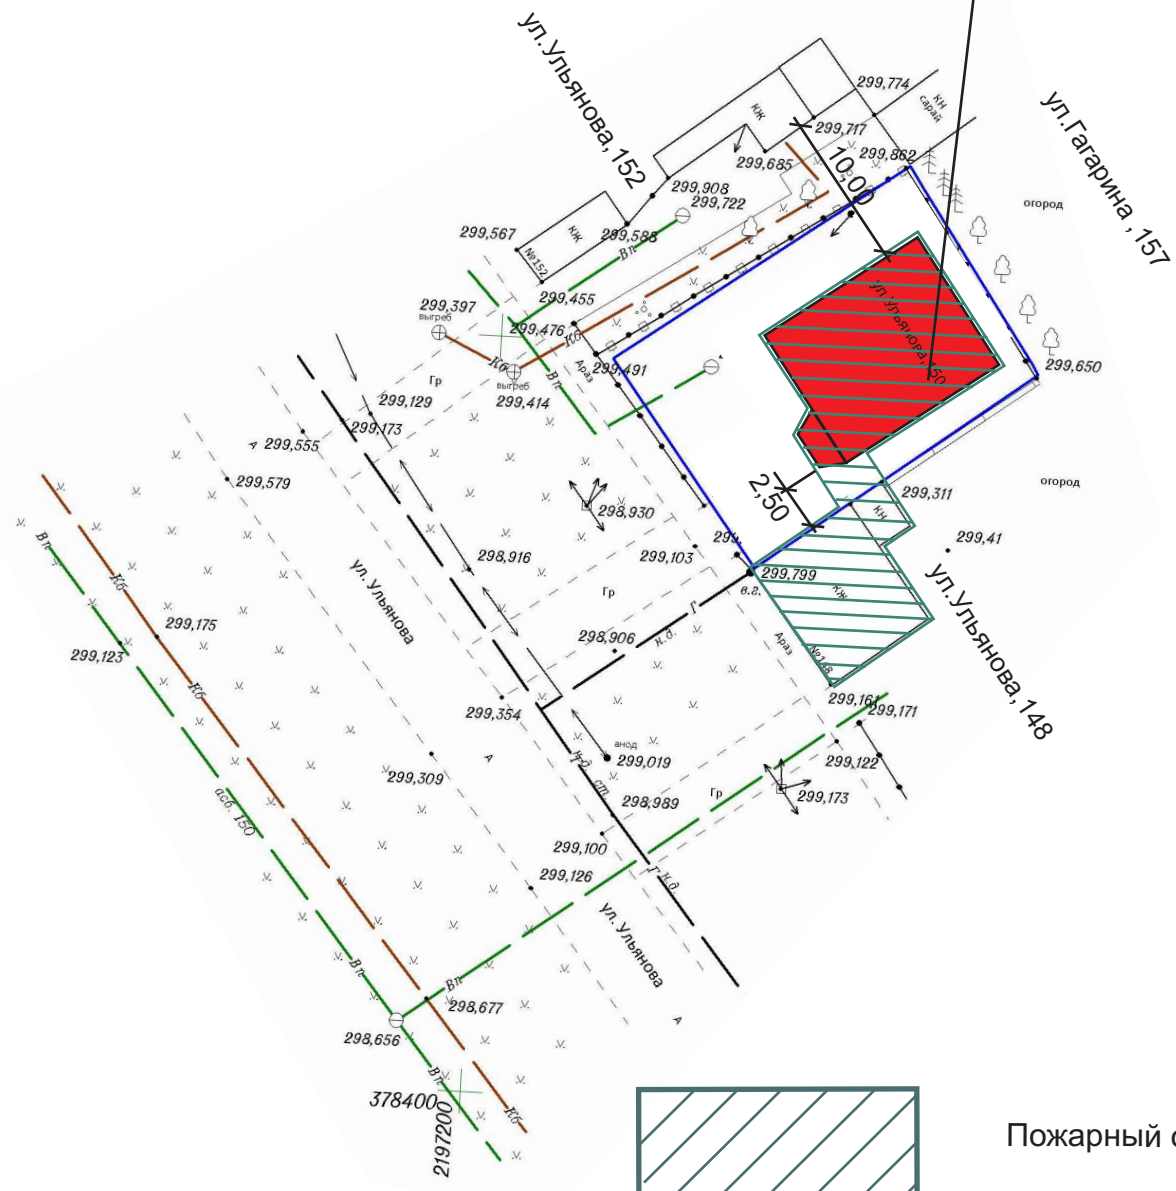 ул.Ульянова,152
299,774
КН
сарай
ул.Гагарина ,157
КЖ
299,717
299,685
299,862
10,00
299,908
299,722
огород
299,567
КЖ
299,588
№152
Вп
299,455
299,397
выгреб
299,476
Кб
Кб
299,491
Араз
Вп
выгреб
299,414
Гр
299,129
299,173
А
299,555
299,579
ул.Ульянова,150
299,650
огород
2,50
299,311
КН
298,930
299,41
Вп
298,916
299,103
299,
299,799
в.г.
КЖ
ул.Ульянова,148
Кб
ул. Ульянова
Гр
Г
н.д.
298,906
Араз
№148
299,175
299,123
Кб
299,354
299,161
299,171
анод
299,019
299,122
А
299,309
ст.
298,989
Гр
299,173
асб. 150
299,100
299,126
Г
н.д.
ул. Ульянова
Вп
Вп
298,677
А
298,656
Вп
378400
2197200
Кб
Пожарный